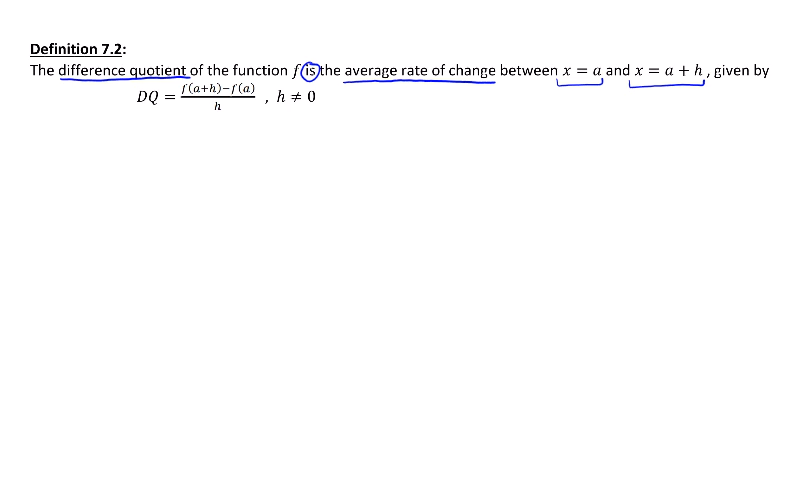 Definition 7.2:
The difference quotient of the function f is the average rate of change between x = a and x = a + h , given by
DQ = \frac{f(a+h)−f(a)}{h} , h ≠ 0